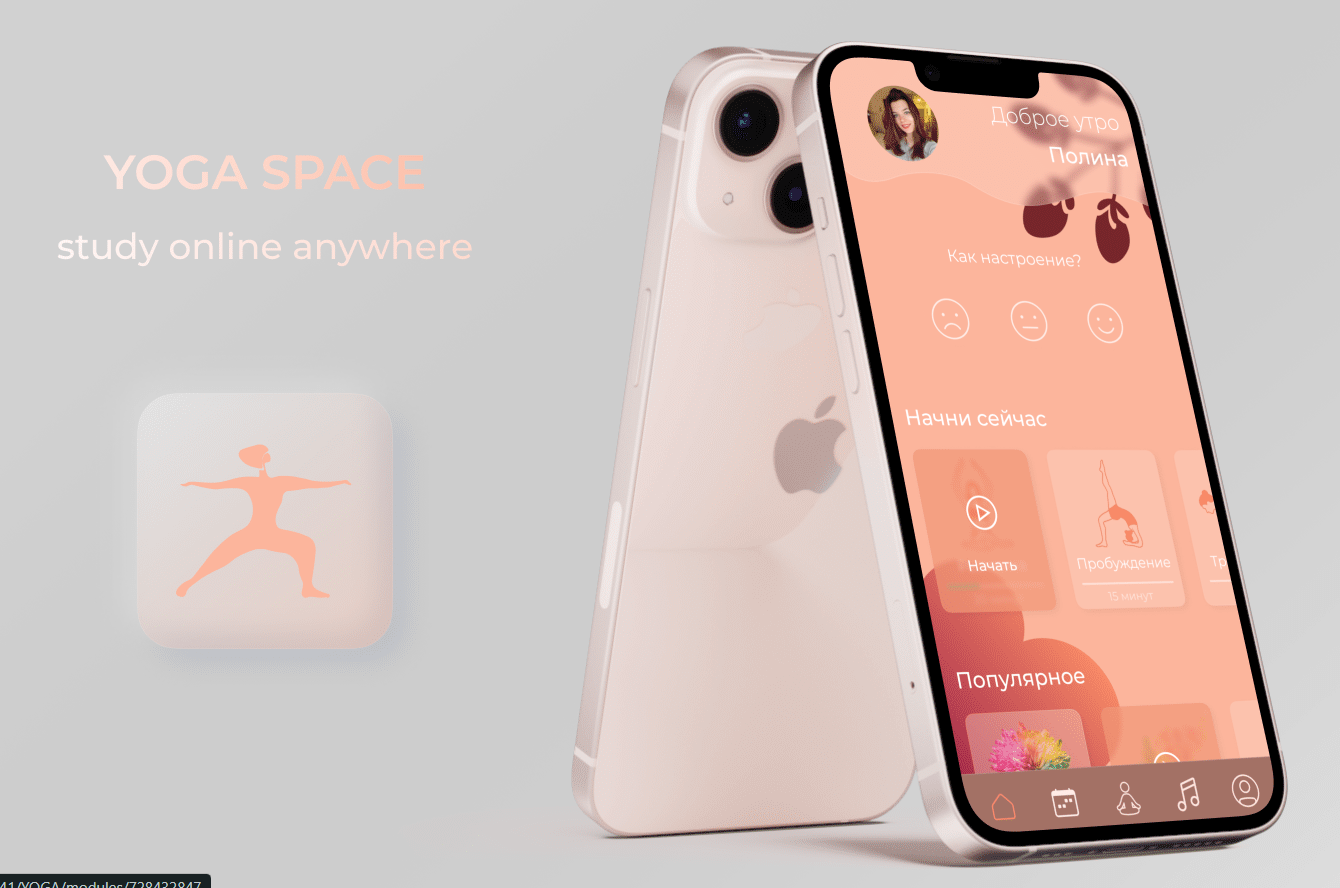 YOGA SPACE
study online anywhere
Доброе утро
Полина
Как настроение?
Начни сейчас
Начать
Пробуждение
15 минут
Тр
Популярное
41/YOGA/modules/728432847